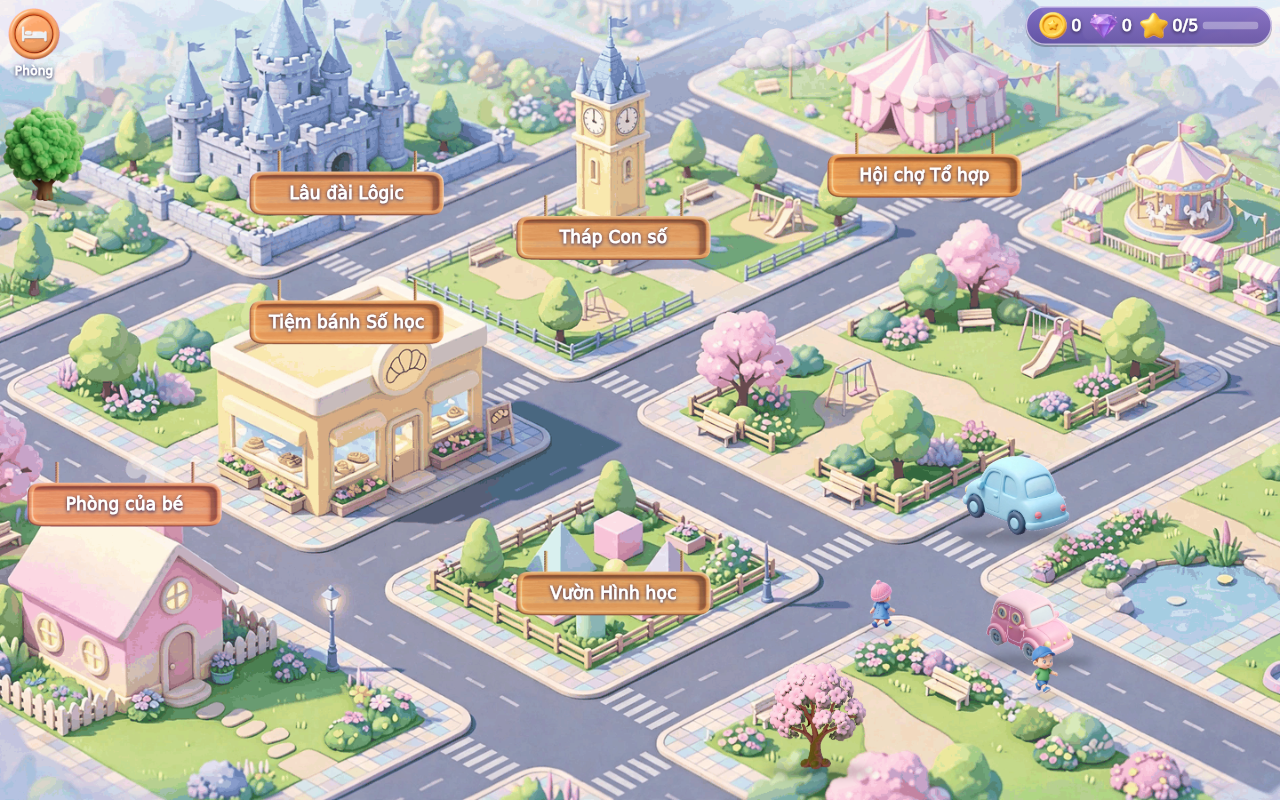 Phòng
0 0 0/5
Lâu đài Lôgic
Hội chợ Tổ hợp
Tháp Con số
Tiệm bánh Số học
Phòng của bé
Vườn Hình học